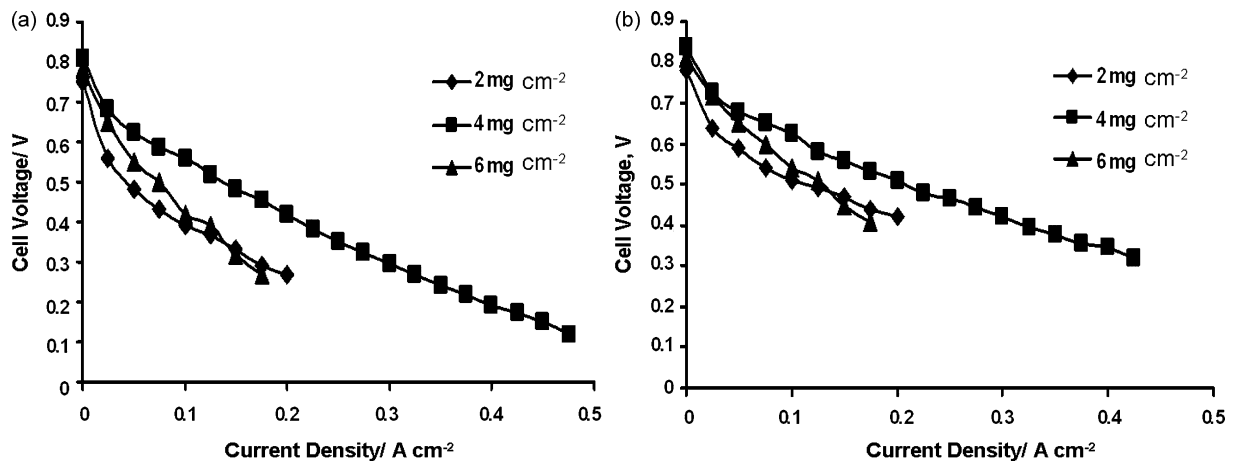 (a)
0.9
0.8
0.7
0.6
0.5
0.4
0.3
0.2
0.1
0
Cell Voltage/ V
2 mg cm-2
4 mg cm-2
6 mg cm-2
0 0.1 0.2 0.3 0.4 0.5
Current Density/ A cm-2
(b)
0.9
0.8
0.7
0.6
0.5
0.4
0.3
0.2
0.1
0
Cell Voltage, V
2 mg cm-2
4 mg cm-2
6 mg cm-2
0 0.1 0.2 0.3 0.4 0.5
Current Density/ A cm-2